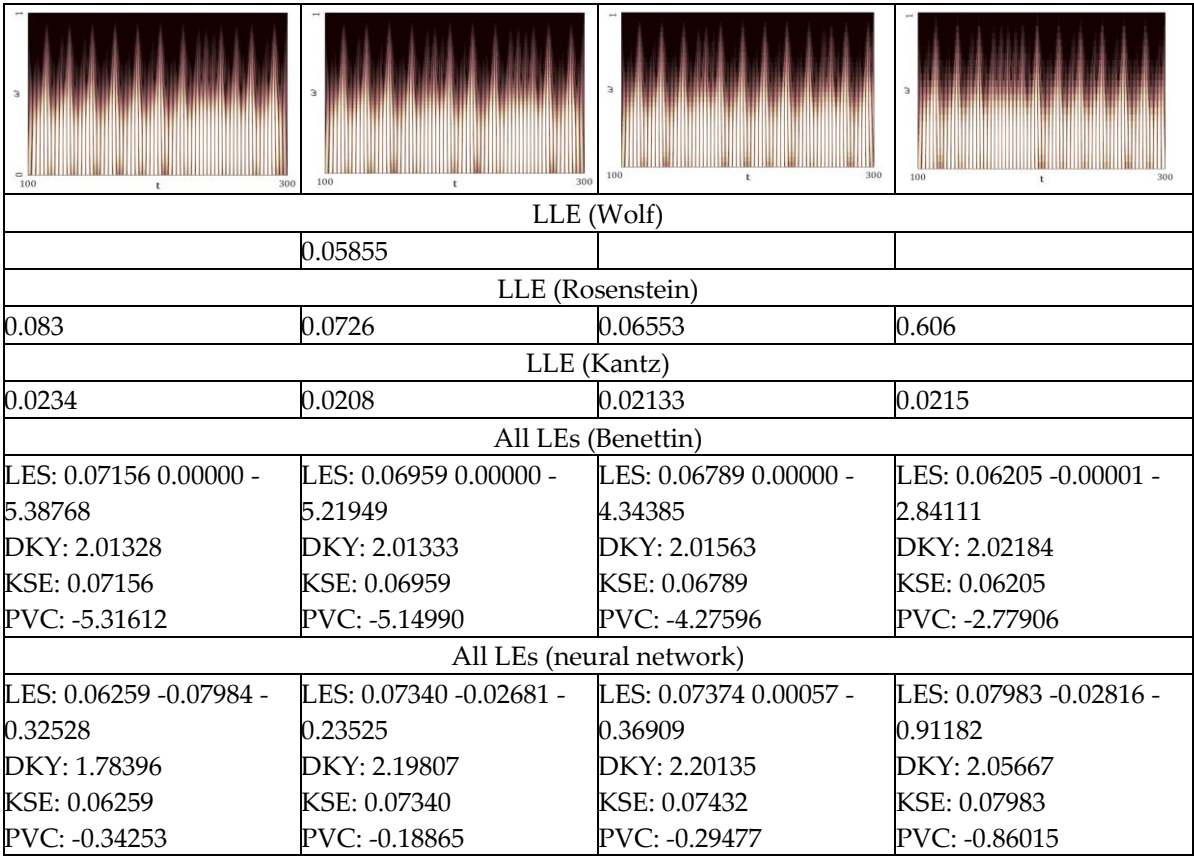 1 1 1 1
ω ω ω ω
0 0 0 0
100 t 300 100 t 300 100 t 300 100 t 300
LLE (Wolf)
0.05855
LLE (Rosenstein)
0.083 0.0726 0.06553 0.606
LLE (Kantz)
0.0234 0.0208 0.02133 0.0215
All LEs (Benettin)
LES: 0.07156 0.00000 - LES: 0.06959 0.00000 - LES: 0.06789 0.00000 - LES: 0.06205 -0.00001 -
5.38768 5.21949 4.34385 2.84111
DKY: 2.01328 DKY: 2.01333 DKY: 2.01563 DKY: 2.02184
KSE: 0.07156 KSE: 0.06959 KSE: 0.06789 KSE: 0.06205
PVC: -5.31612 PVC: -5.14990 PVC: -4.27596 PVC: -2.77906
All LEs (neural network)
LES: 0.06259 -0.07984 - LES: 0.07340 -0.02681 - LES: 0.07374 0.00057 - LES: 0.07983 -0.02816 -
0.32528 0.23525 0.36909 0.91182
DKY: 1.78396 DKY: 2.19807 DKY: 2.20135 DKY: 2.05667
KSE: 0.06259 KSE: 0.07340 KSE: 0.07432 KSE: 0.07983
PVC: -0.34253 PVC: -0.18865 PVC: -0.29477 PVC: -0.86015